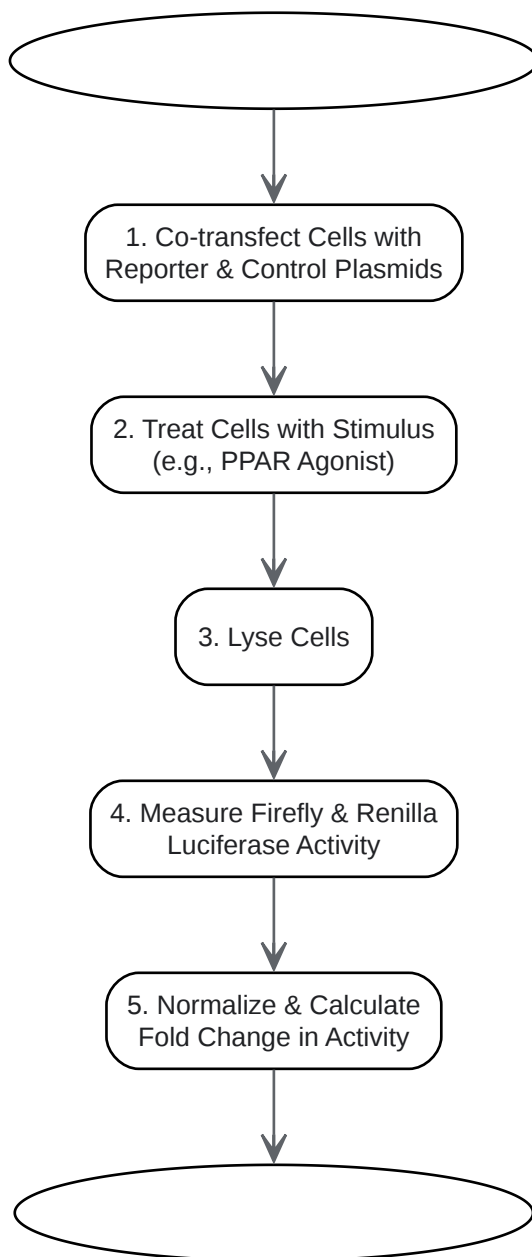 1. Co-transfect Cells with
Reporter & Control Plasmids
2. Treat Cells with Stimulus
(e.g., PPAR Agonist)
3. Lyse Cells
4. Measure Firefly & Renilla
Luciferase Activity
5. Normalize & Calculate
Fold Change in Activity